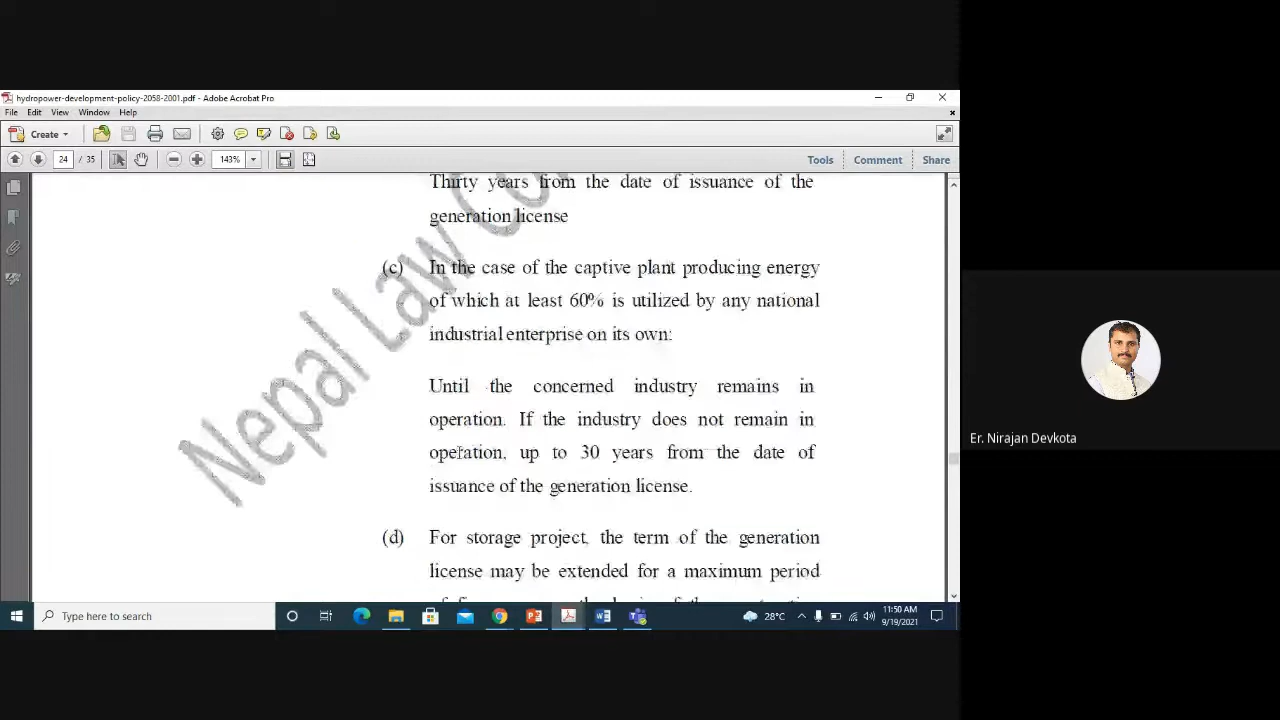 hydropower-development-policy-2058-2001.pdf - Adobe Acrobat Pro
File Edit View Window Help
Create
24 / 35 143% Tools Comment Share
Thirty years from the date of issuance of the
generation license
(c) In the case of the captive plant producing energy
of which at least 60% is utilized by any national
industrial enterprise on its own:
Until the concerned industry remains in
operation. If the industry does not remain in
operation, up to 30 years from the date of
issuance of the generation license.
(d) For storage project, the term of the generation
license may be extended for a maximum period
Nepal Law Co
Er. Nirajan Devkota
Type here to search
28°C
11:50 AM
9/19/2021